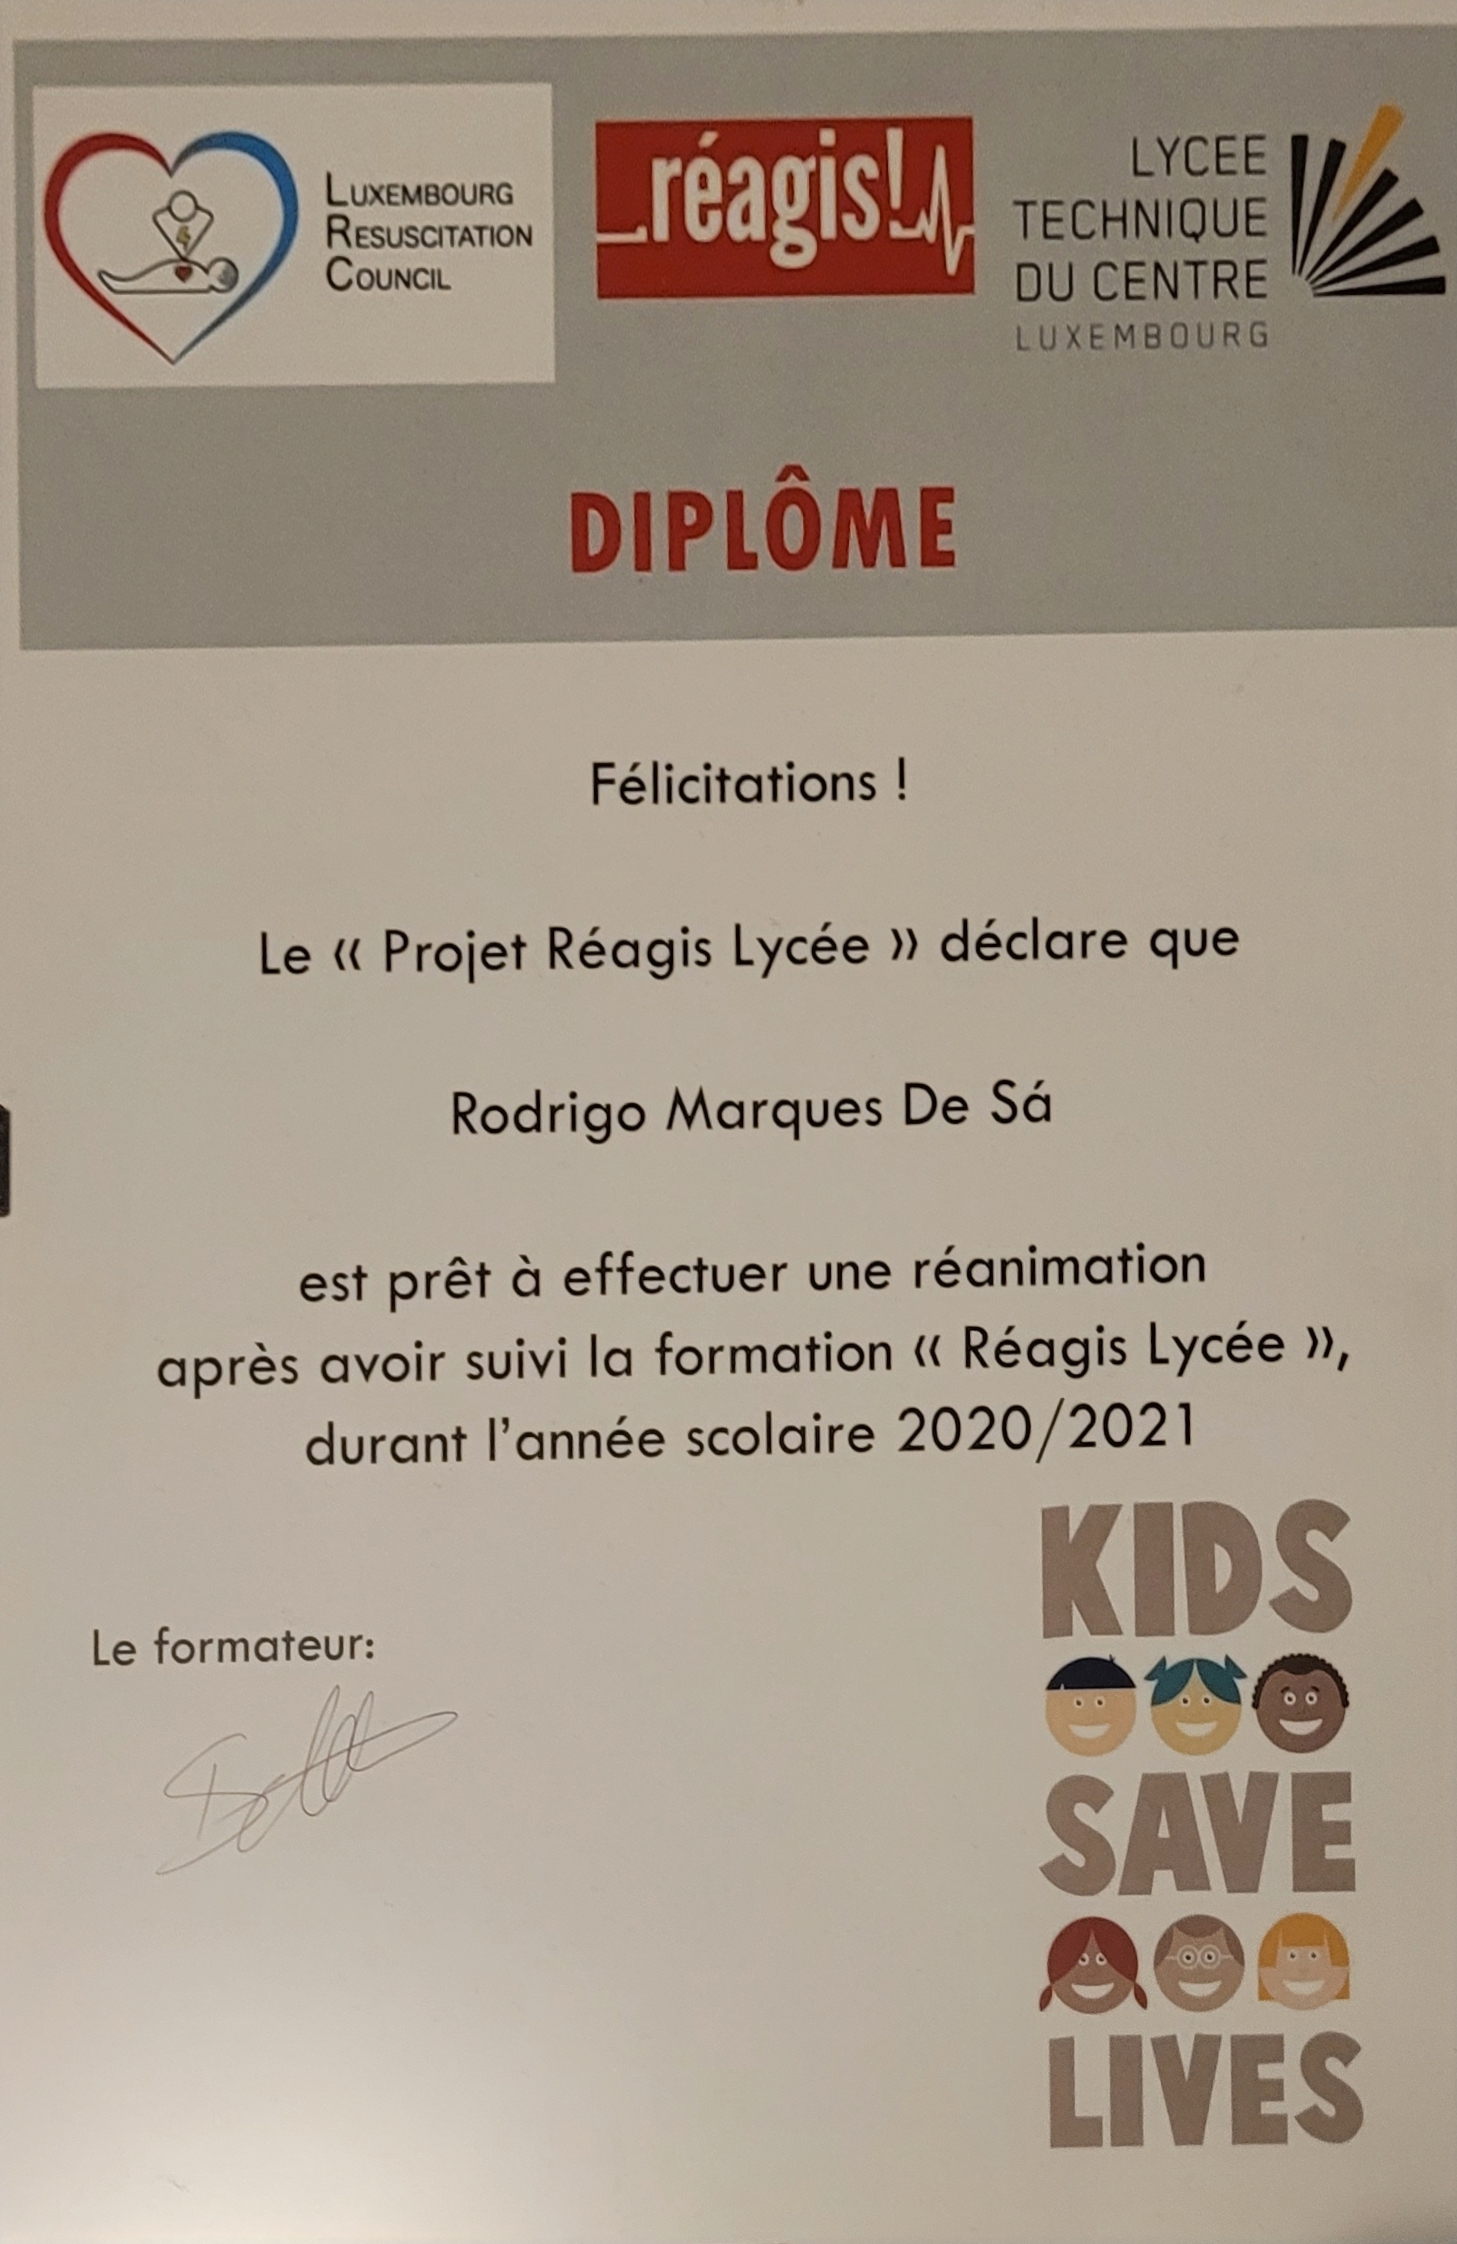 LUXEMBOURG
RESUSCITATION
COUNCIL
réagis!
LYCEE
TECHNIQUE
DU CENTRE
LUXEMBOURG
DIPLÔME
Félicitations !
Le « Projet Réagis Lycée » déclare que
Rodrigo Marques De Sá
est prêt à effectuer une réanimation
après avoir suivi la formation « Réagis Lycée »,
durant l'année scolaire 2020/2021
Le formateur:
KIDS
SAVE
LIVES